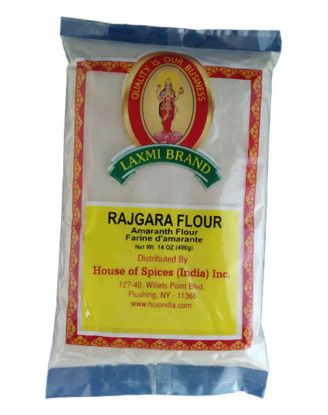 QUALITY IS OUR BUSINESS
LAXMI BRAND
RAJGARA FLOUR
Amaranth Flour
Farine d'amarante
Net Wt. 14 OZ (400g)
Distributed By
House of Spices (India) Inc.
127-40, Willets Point Blvd.
Flushing, NY - 11368
www.hosindia.com